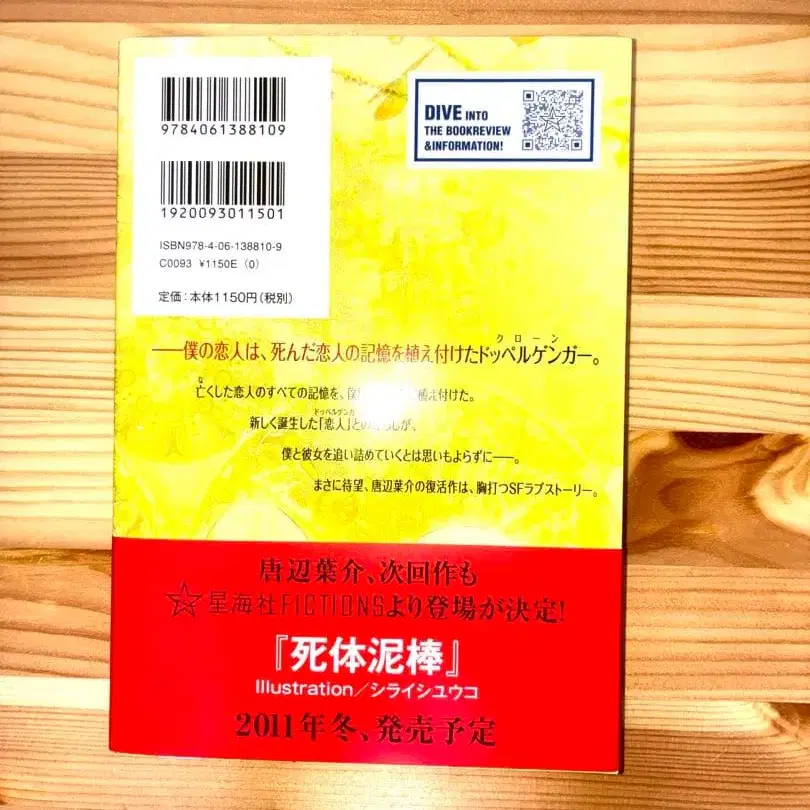 9784061388109
1920093011501
ISBN978-4-06-138810-9
C0093 ¥1150E (0)
定価:本体1150円(税別)
DIVE INTO
THE BOOKREVIEW
&INFORMATION!
クローン
——僕の恋人は、死んだ恋人の記憶を植え付けたドッペルゲンガー。
な
亡くした恋人のすべての記憶を、僕 植え付けた。
ドッペルゲンガ
新しく誕生した「恋人」との らしが、
僕と彼女を追い詰めていくとは思いもよらずに——。
まさに待望、唐辺葉介の復活作は、胸打つSFラブストーリー。
唐辺葉介、次回作も
☆星海社FICTIONSより登場が決定!
『死体泥棒』
Illustration/シライシユウコ
2011年冬、発売予定